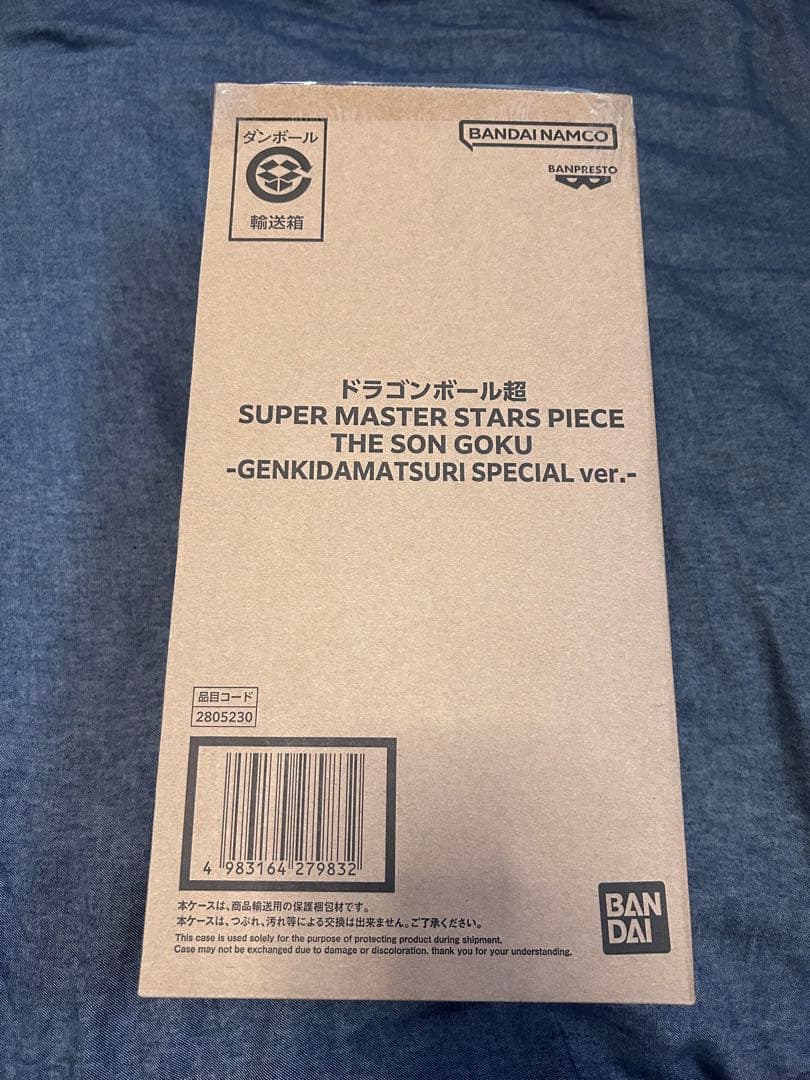 ダンボール
輸送箱
BANDAI NAMCO
BANPRESTO
ドラゴンボール超
SUPER MASTER STARS PIECE
THE SON GOKU
-GENKIDAMATSURI SPECIAL ver.-
品目コード
2805230
4 983164 279832
本ケースは、商品輸送用の保護梱包材です。
本ケースは、つぶれ、汚れ等による交換は出来ません。ご了承ください。
This case is used solely for the purpose of protecting product during shipment.
Case may not be exchanged due to damage or discoloration. thank you for your understanding.
BAN
DAI